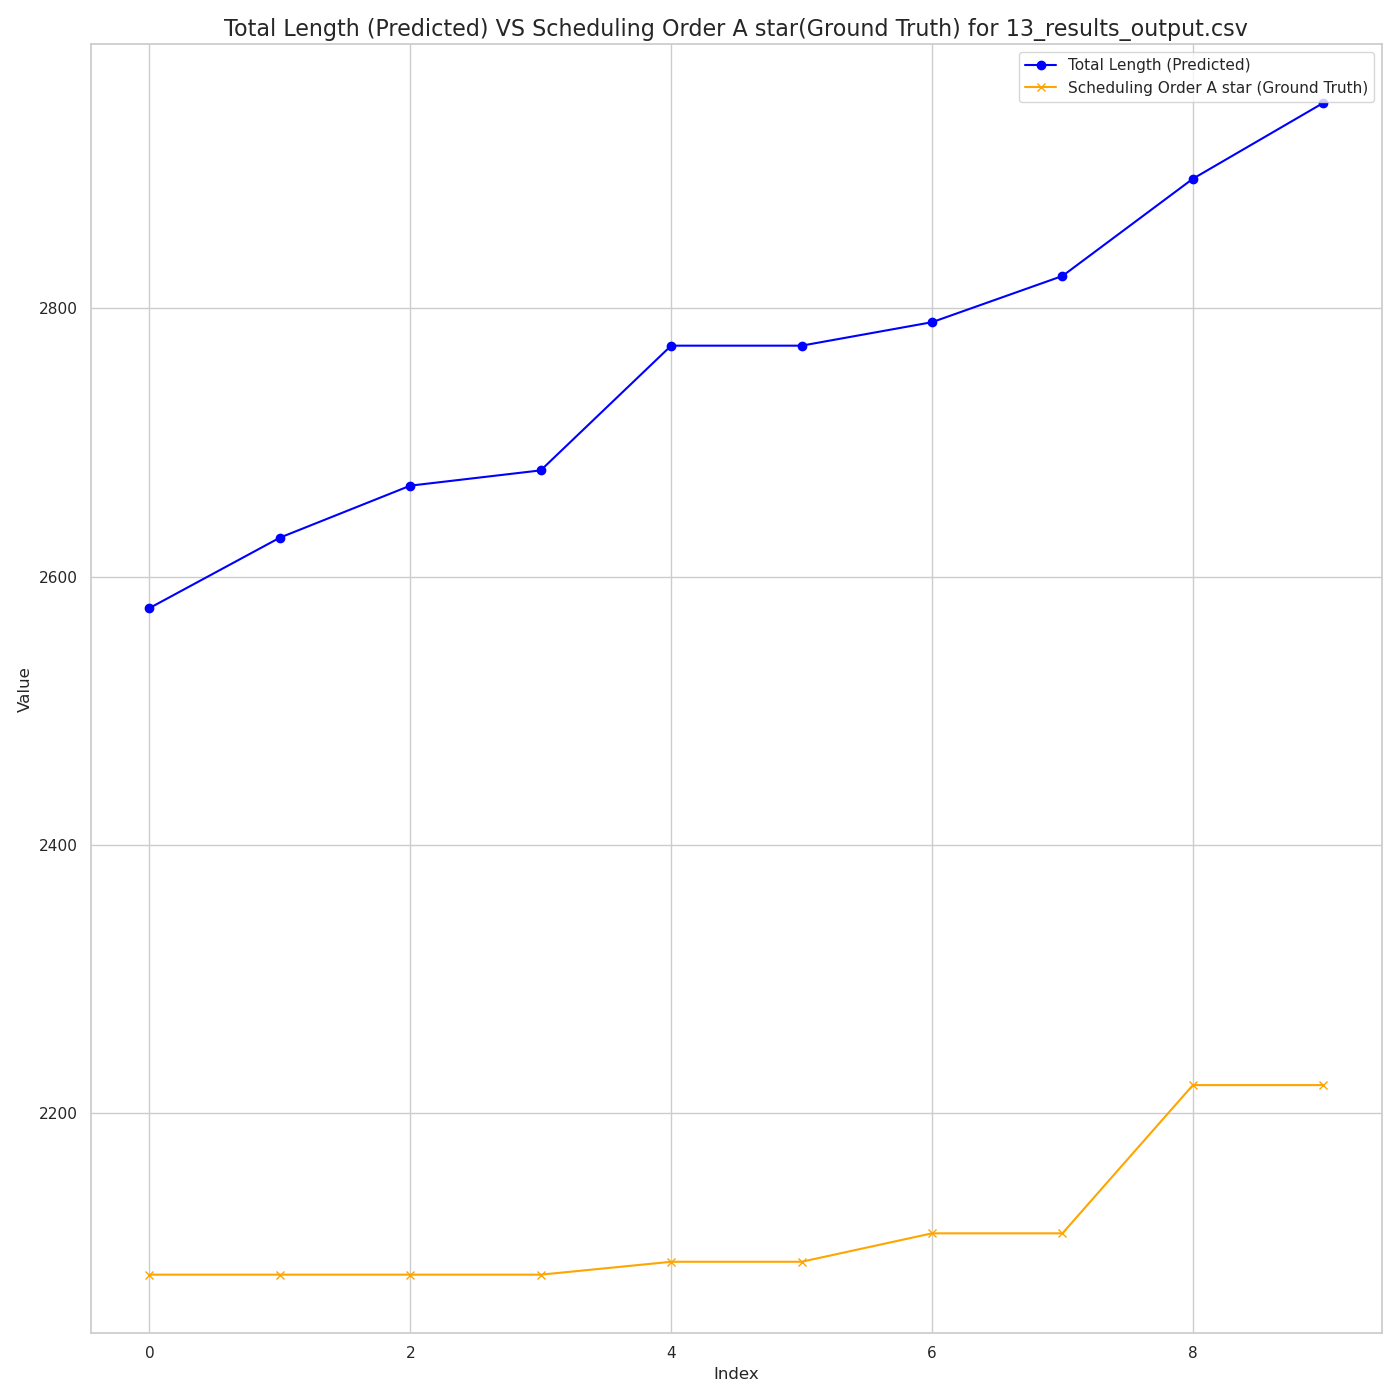 Total Length (Predicted) VS Scheduling Order A star(Ground Truth) for 13_results_output.csv
Total Length (Predicted)
Scheduling Order A star (Ground Truth)
2800
2600
2400
2200
Value
0 2 4 6 8
Index